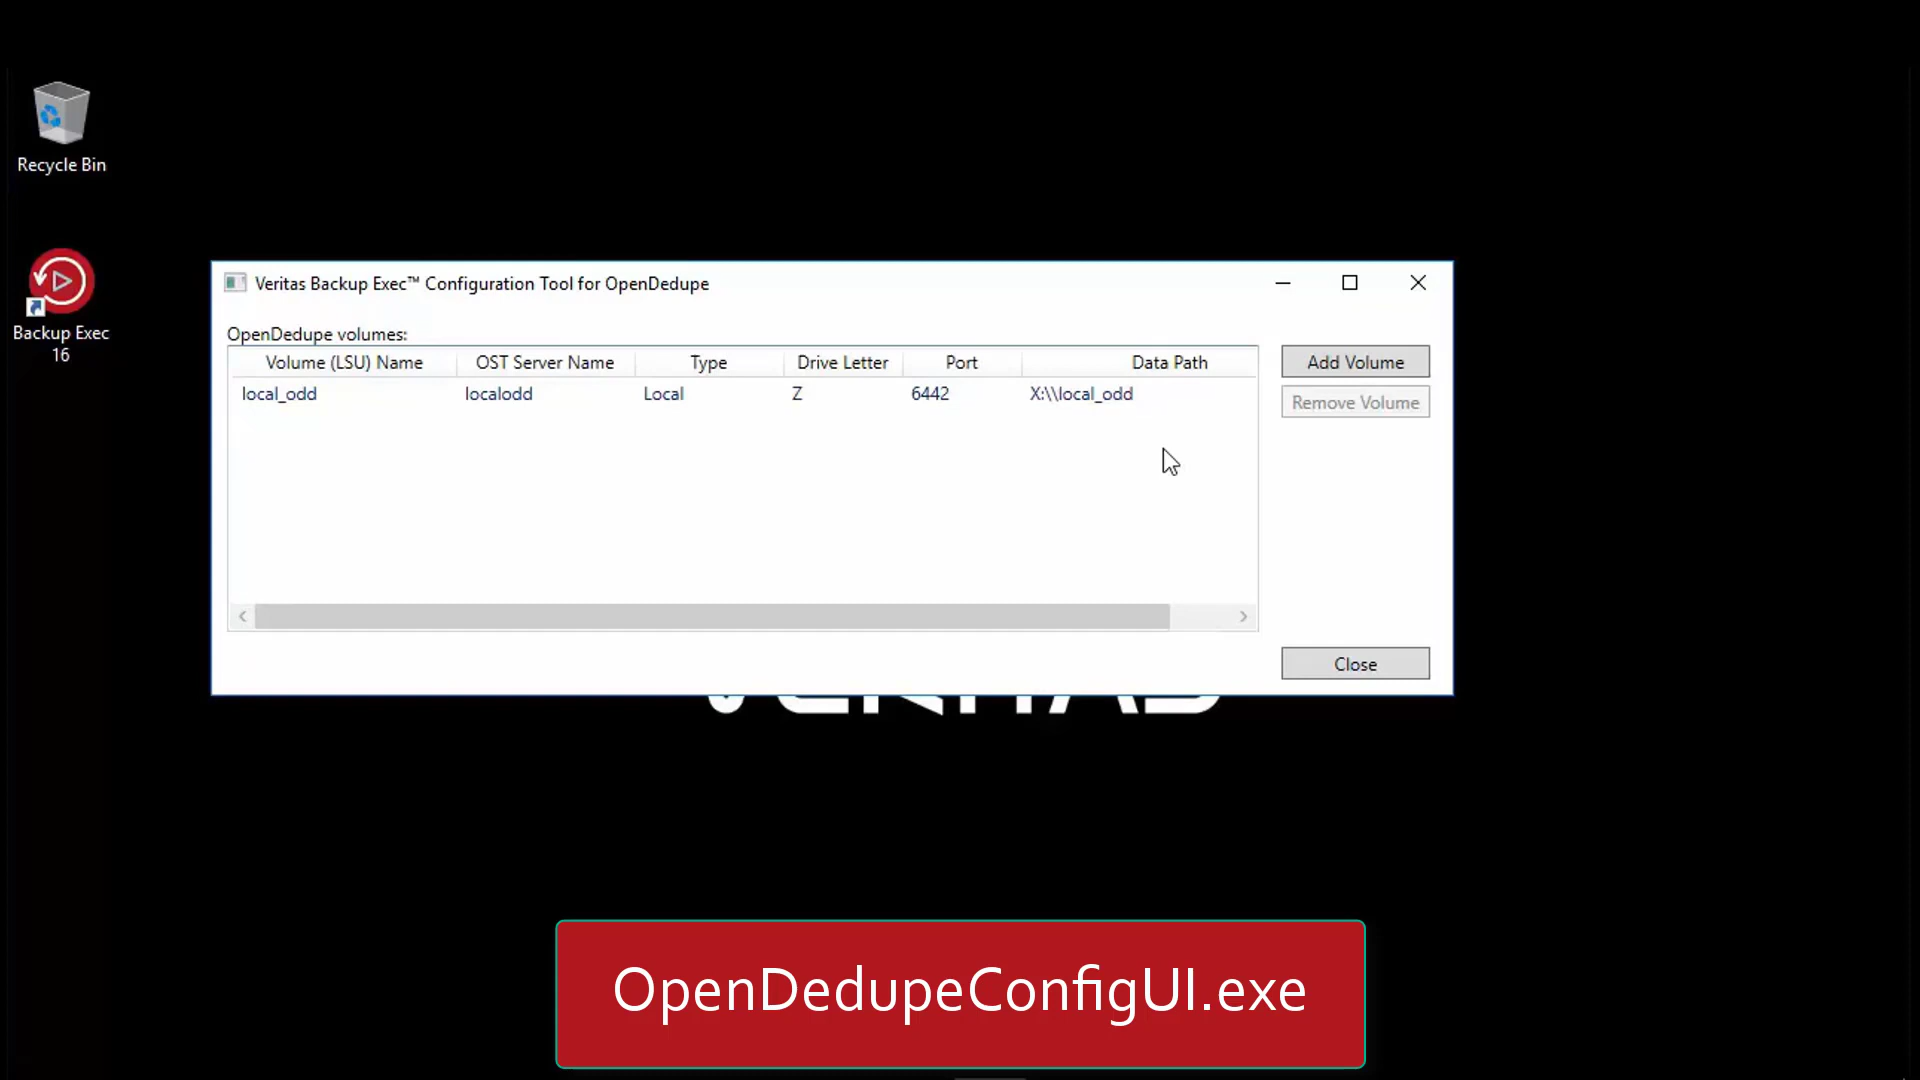 Recycle Bin
Backup Exec
16
Veritas Backup Exec™ Configuration Tool for OpenDedupe
OpenDedupe volumes:
Volume (LSU) Name OST Server Name Type Drive Letter Port Data Path
local_odd localodd Local Z 6442 X:\\local_odd
Add Volume
Remove Volume
Close
OpenDedupeConfigUI.exe